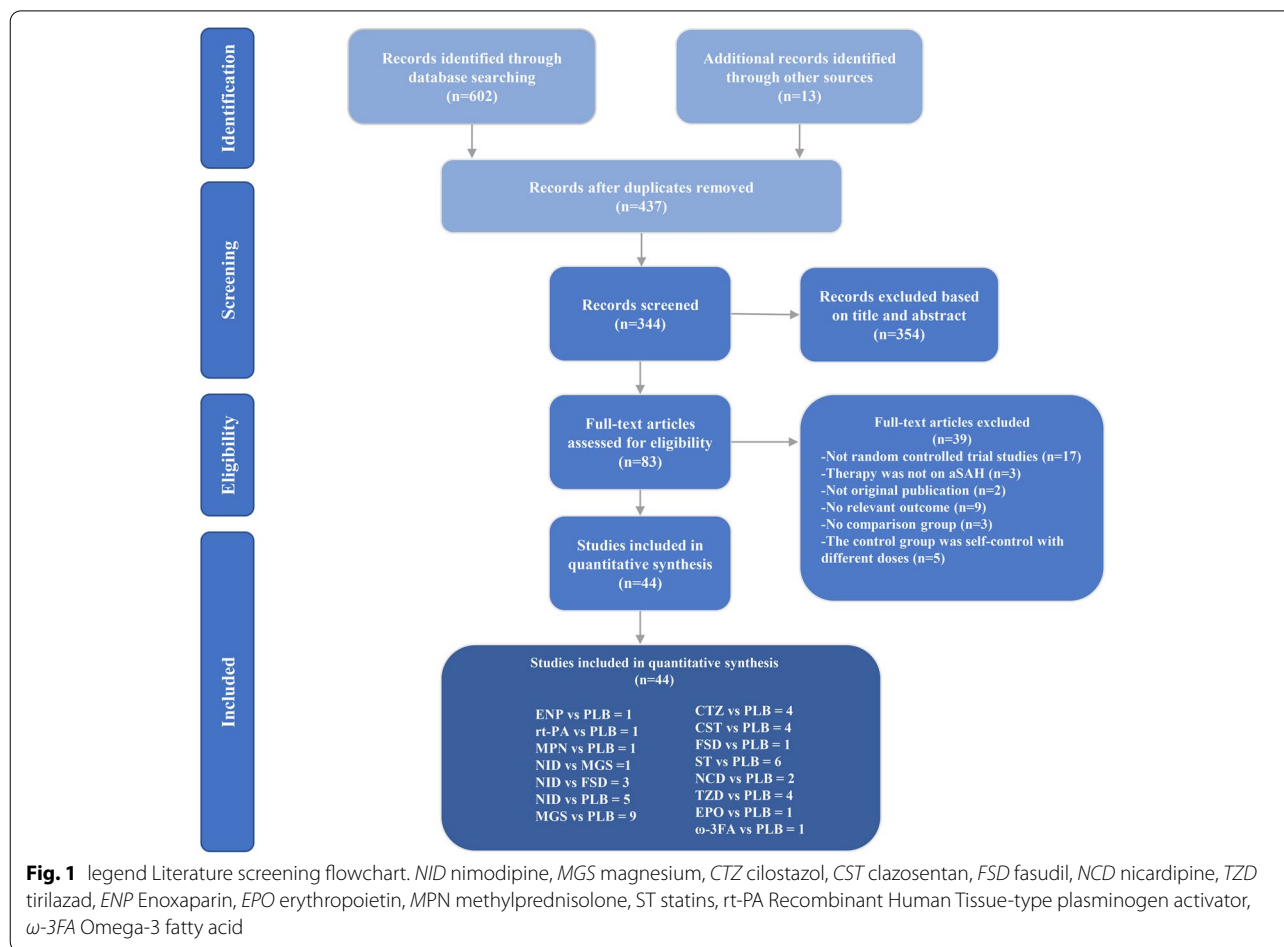 Identification
Records identified through
database searching
(n=602)
Additional records identified
through other sources
(n=13)
Records after duplicates removed
(n=437)
Screening
Records screened
(n=344)
Records excluded based
on title and abstract
(n=354)
Eligibility
Full-text articles
assessed for eligibility
(n=83)
Full-text articles excluded
(n=39)
-Not random controlled trial studies (n=17)
-Therapy was not on aSAH (n=3)
-Not original publication (n=2)
-No relevant outcome (n=9)
-No comparison group (n=3)
-The control group was self-control with
different doses (n=5)
Included
Studies included in
quantitative synthesis
(n=44)
Studies included in quantitative synthesis
(n=44)
ENP vs PLB = 1
rt-PA vs PLB = 1
MPN vs PLB = 1
NID vs MGS =1
NID vs FSD = 3
NID vs PLB = 5
MGS vs PLB = 9
CTZ vs PLB = 4
CST vs PLB = 4
FSD vs PLB = 1
ST vs PLB = 6
NCD vs PLB = 2
TZD vs PLB = 4
EPO vs PLB = 1
ω-3FA vs PLB = 1
Fig. 1 legend Literature screening flowchart. NID nimodipine, MGS magnesium, CTZ cilostazol, CST clazosentan, FSD fasudil, NCD nicardipine, TZD
tirilazad, ENP Enoxaparin, EPO erythropoietin, MPN methylprednisolone, ST statins, rt-PA Recombinant Human Tissue-type plasminogen activator,
ω-3FA Omega-3 fatty acid